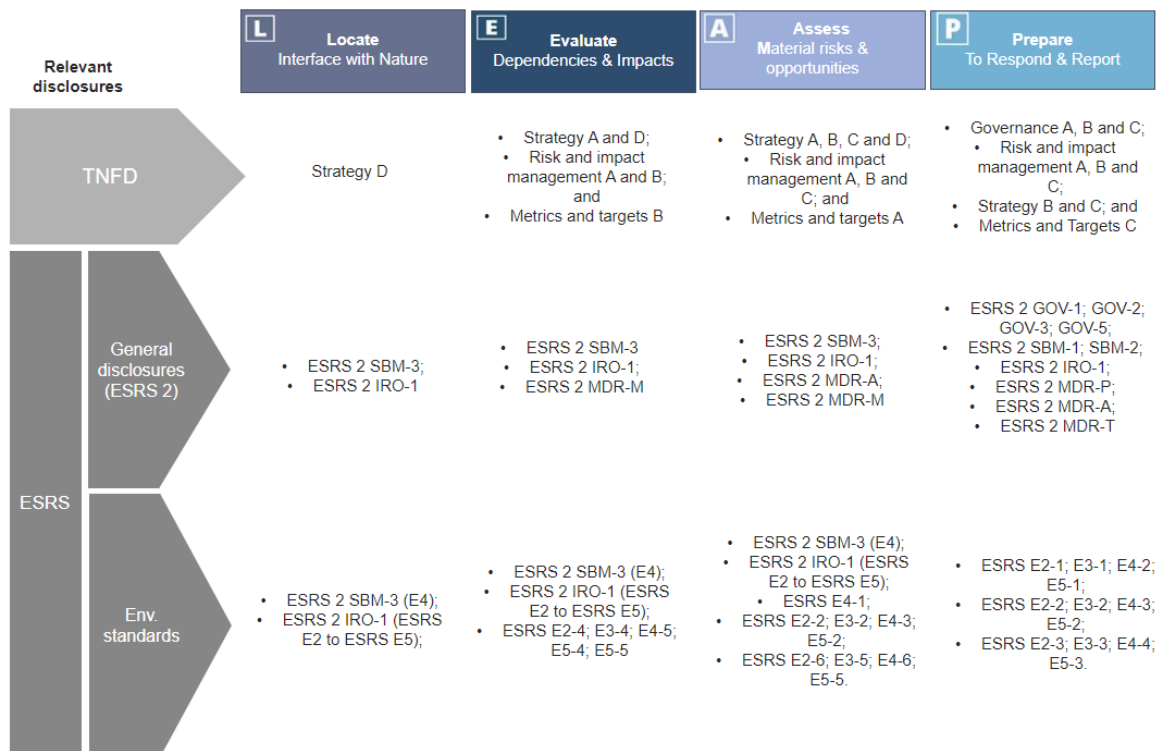 L
Locate
Interface with Nature
E
Evaluate
Dependencies & Impacts
A
Assess
Material risks &
opportunities
P
Prepare
To Respond & Report
Relevant
disclosures
TNFD
Strategy D
• Strategy A and D;
• Risk and impact
management A and B;
and
• Metrics and targets B
• Strategy A, B, C and D;
• Risk and impact
management A, B and
C; and
• Metrics and targets A
• Governance A, B and C;
• Risk and impact
management A, B and
C;
• Strategy B and C; and
• Metrics and Targets C
ESRS
General
disclosures
(ESRS 2)
• ESRS 2 SBM-3;
• ESRS 2 IRO-1
• ESRS 2 SBM-3
• ESRS 2 IRO-1;
• ESRS 2 MDR-M
• ESRS 2 SBM-3;
• ESRS 2 IRO-1;
• ESRS 2 MDR-A;
• ESRS 2 MDR-M
• ESRS 2 GOV-1; GOV-2;
GOV-3; GOV-5;
• ESRS 2 SBM-1; SBM-2;
• ESRS 2 IRO-1;
• ESRS 2 MDR-P;
• ESRS 2 MDR-A;
• ESRS 2 MDR-T
Env.
standards
• ESRS 2 SBM-3 (E4);
• ESRS 2 IRO-1 (ESRS
E2 to ESRS E5);
• ESRS 2 SBM-3 (E4);
• ESRS 2 IRO-1 (ESRS
E2 to ESRS E5);
• ESRS E2-4; E3-4; E4-5;
E5-4; E5-5
• ESRS 2 SBM-3 (E4);
• ESRS 2 IRO-1 (ESRS
E2 to ESRS E5);
• ESRS E4-1;
• ESRS E2-2; E3-2; E4-3;
E5-2;
• ESRS E2-6; E3-5; E4-6;
E5-5.
• ESRS E2-1; E3-1; E4-2;
E5-1;
• ESRS E2-2; E3-2; E4-3;
E5-2;
• ESRS E2-3; E3-3; E4-4;
E5-3.